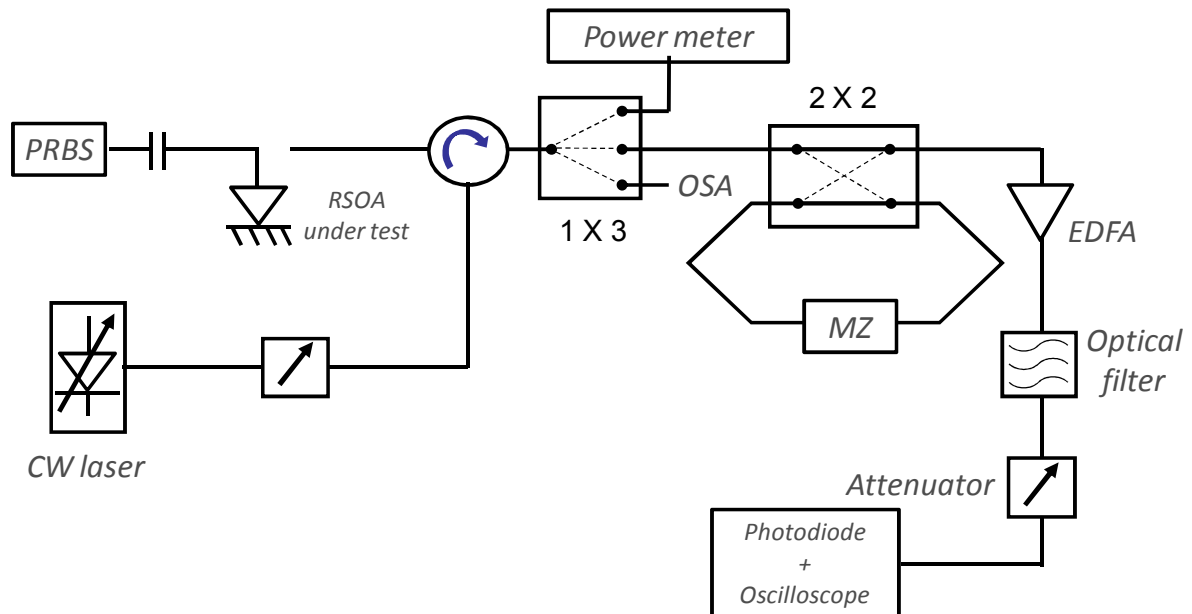 Power meter
2 X 2
PRBS
RSOA
under test
OSA
1 X 3
EDFA
MZ
Optical
filter
CW laser
Attenuator
Photodiode
+
Oscilloscope